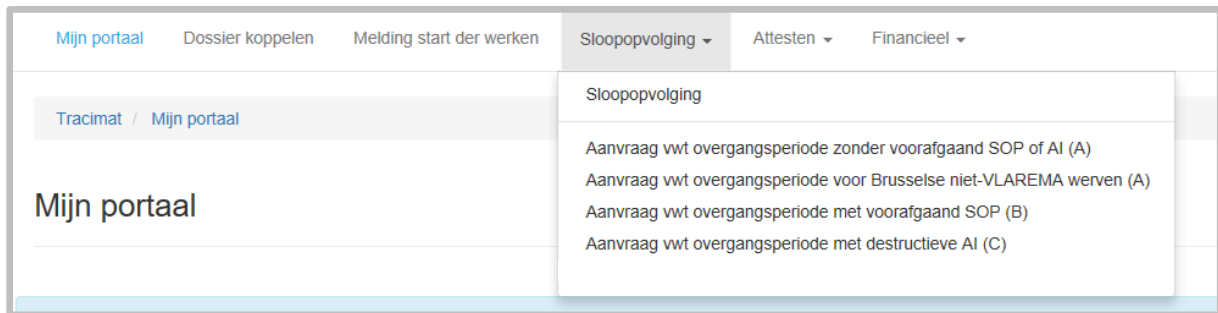 Mijn portaal Dossier koppelen Melding start der werken Sloopopvolging Attesten Financieel
Sloopopvolging
Tracimat / Mijn portaal
Aanvraag vwt overgangsperiode zonder voorafgaand SOP of AI (A)
Aanvraag vwt overgangsperiode voor Brusselse niet-VLAREMA werven (A)
Mijn portaal
Aanvraag vwt overgangsperiode met voorafgaand SOP (B)
Aanvraag vwt overgangsperiode met destructieve AI (C)